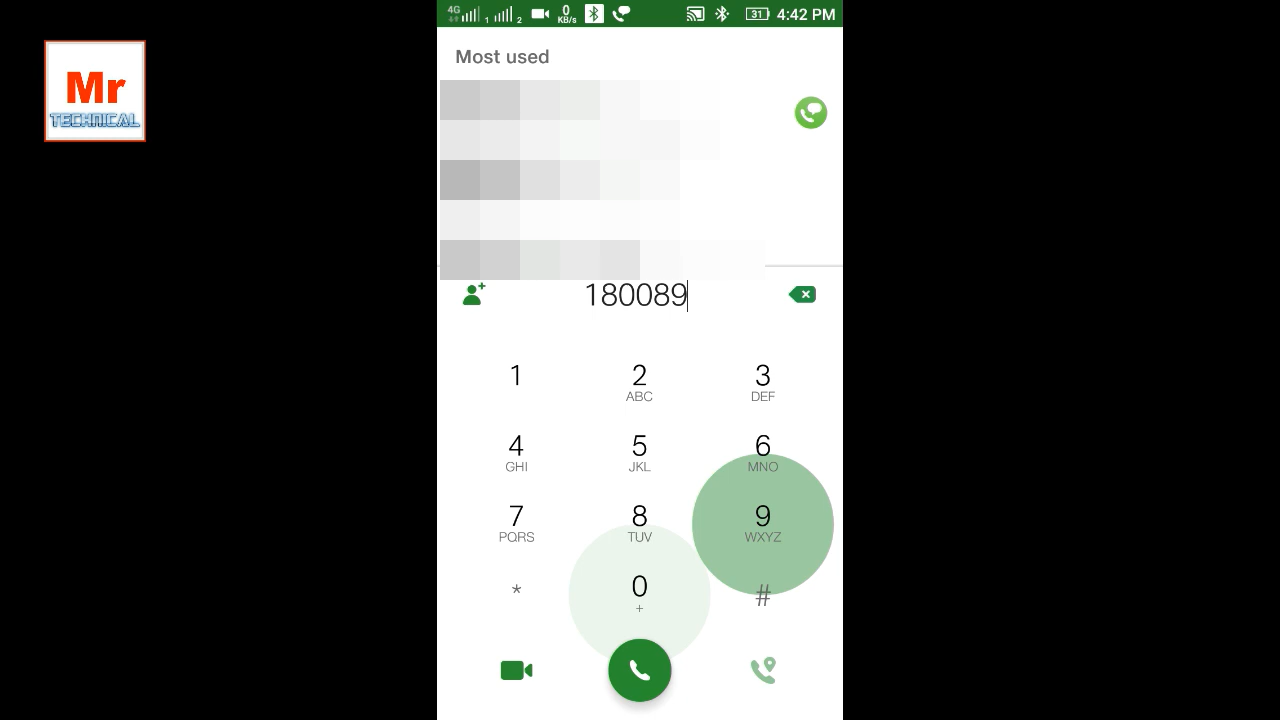 Mr
TECHNICAL
4G 1 2 0 KB/s 31 4:42 PM
Most used
180089
1 2 3
ABC DEF
4 5 6
GHI JKL MNO
7 8 9
PQRS TUV WXYZ
* 0 #
+